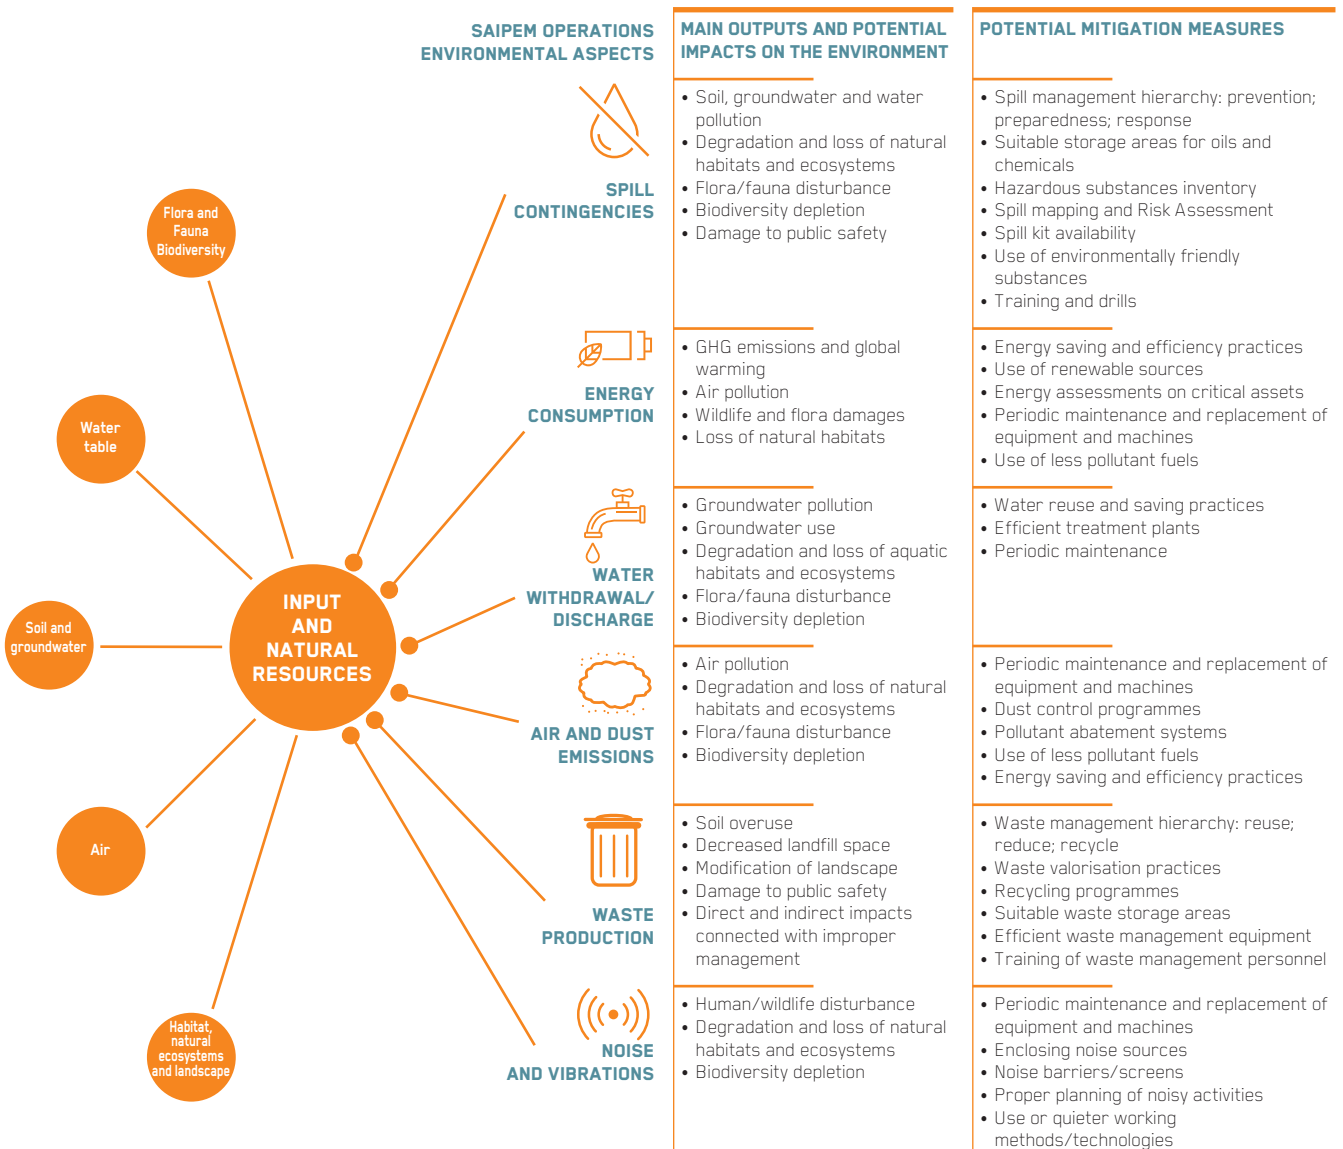 SAIPEM OPERATIONS
ENVIRONMENTAL ASPECTS
MAIN OUTPUTS AND POTENTIAL
IMPACTS ON THE ENVIRONMENT
POTENTIAL MITIGATION MEASURES
Flora and
Fauna
Biodiversity
Water
table
Soil and
groundwater
Air
Habitat,
natural
ecosystems
and landscape
INPUT
AND
NATURAL
RESOURCES
SPILL
CONTINGENCIES
• Soil, groundwater and water
pollution
• Degradation and loss of natural
habitats and ecosystems
• Flora/fauna disturbance
• Biodiversity depletion
• Damage to public safety
• Spill management hierarchy: prevention;
preparedness; response
• Suitable storage areas for oils and
chemicals
• Hazardous substances inventory
• Spill mapping and Risk Assessment
• Spill kit availability
• Use of environmentally friendly
substances
• Training and drills
ENERGY
CONSUMPTION
• GHG emissions and global
warming
• Air pollution
• Wildlife and flora damages
• Loss of natural habitats
• Energy saving and efficiency practices
• Use of renewable sources
• Energy assessments on critical assets
• Periodic maintenance and replacement of
equipment and machines
• Use of less pollutant fuels
WATER
WITHDRAWAL/
DISCHARGE
• Groundwater pollution
• Groundwater use
• Degradation and loss of aquatic
habitats and ecosystems
• Flora/fauna disturbance
• Biodiversity depletion
• Water reuse and saving practices
• Efficient treatment plants
• Periodic maintenance
AIR AND DUST
EMISSIONS
• Air pollution
• Degradation and loss of natural
habitats and ecosystems
• Flora/fauna disturbance
• Biodiversity depletion
• Periodic maintenance and replacement of
equipment and machines
• Dust control programmes
• Pollutant abatement systems
• Use of less pollutant fuels
• Energy saving and efficiency practices
WASTE
PRODUCTION
• Soil overuse
• Decreased landfill space
• Modification of landscape
• Damage to public safety
• Direct and indirect impacts
connected with improper
management
• Waste management hierarchy: reuse;
reduce; recycle
• Waste valorisation practices
• Recycling programmes
• Suitable waste storage areas
• Efficient waste management equipment
• Training of waste management personnel
NOISE
AND VIBRATIONS
• Human/wildlife disturbance
• Degradation and loss of natural
habitats and ecosystems
• Biodiversity depletion
• Periodic maintenance and replacement of
equipment and machines
• Enclosing noise sources
• Noise barriers/screens
• Proper planning of noisy activities
• Use or quieter working
methods/technologies